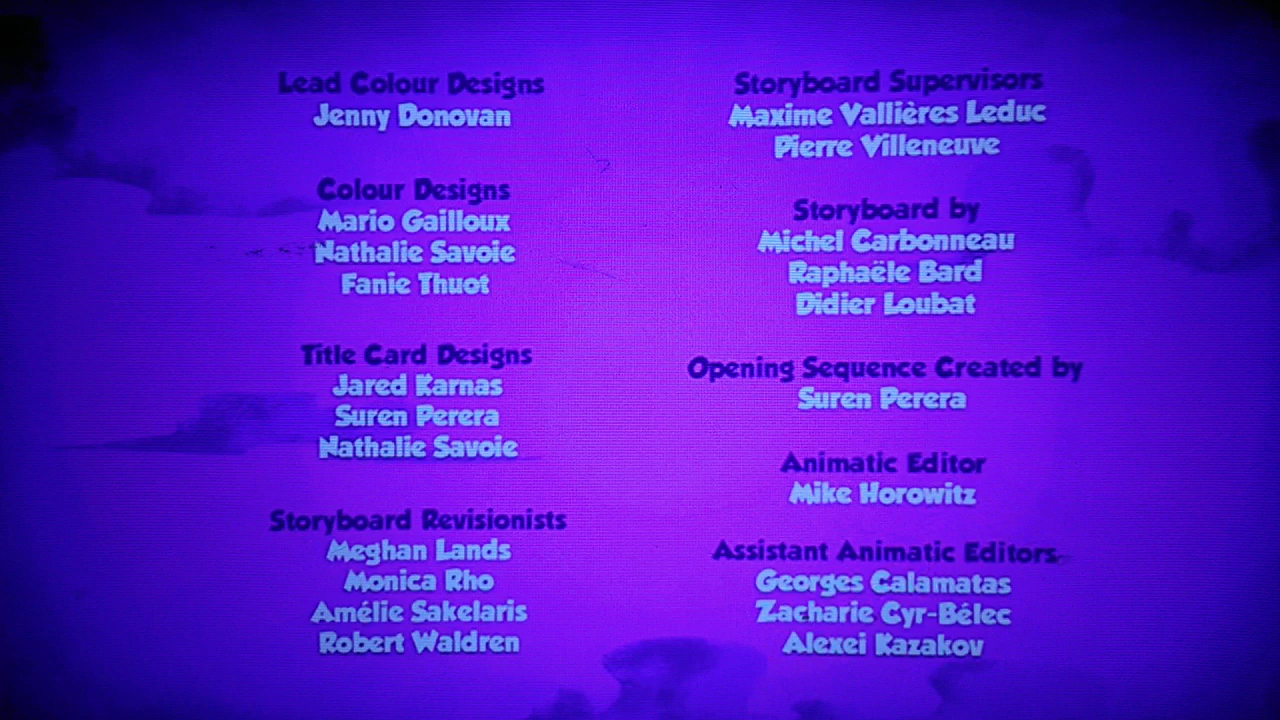 Lead Colour Designs
Jenny Donovan
Colour Designs
Mario Gailloux
Nathalie Savoie
Fanie Thuot
Title Card Designs
Jared Karnas
Suren Perera
Nathalie Savoie
Storyboard Revisionists
Meghan Lands
Monica Rho
Amélie Sakelaris
Robert Waldren
Storyboard Supervisors
Maxime Vallières Leduc
Pierre Villeneuve
Storyboard by
Michel Carbonneau
Raphaële Bard
Didier Loubat
Opening Sequence Created by
Suren Perera
Animatic Editor
Mike Horowitz
Assistant Animatic Editors
Georges Calamatas
Zacharie Cyr-Bélec
Alexei Kazakov